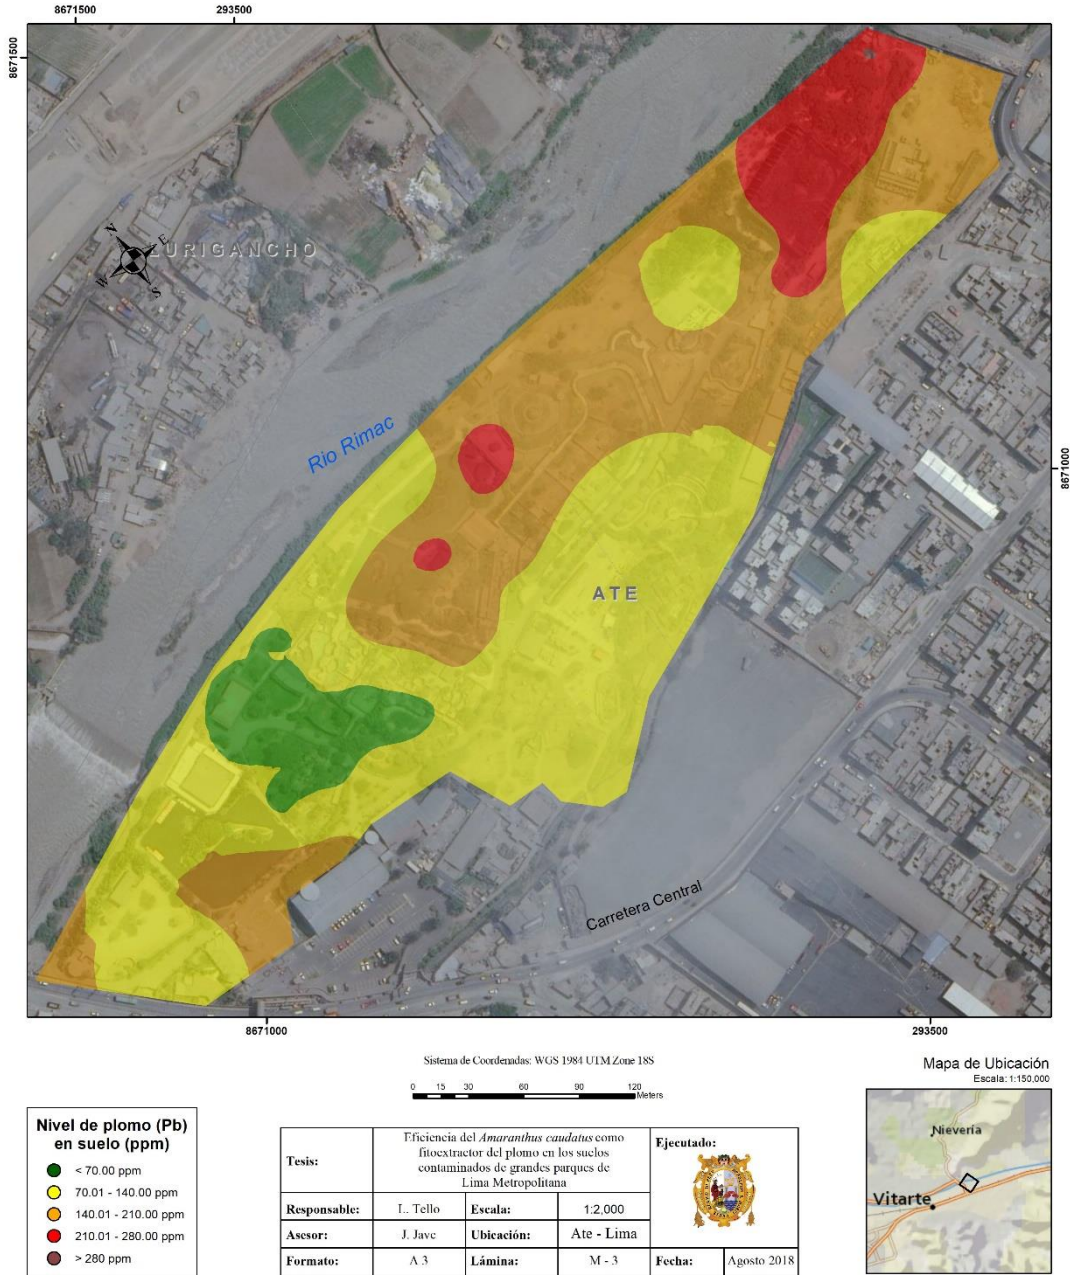 8671500
293500
8671500
N
E
W
S
LURIGANCHO
Rio Rimac
8671000
ATE
Carretera Central
8671000
293500
Sistema de Coordenadas: WGS 1984 UTM Zone 18S
0 15 30 60 90 120
Meters
Mapa de Ubicación
Escala: 1:150,000
Nievería
Vitarte
Nivel de plomo (Pb)
en suelo (ppm)
< 70.00 ppm
70.01 - 140.00 ppm
140.01 - 210.00 ppm
210.01 - 280.00 ppm
> 280 ppm
Tesis:
Eficiencia del Amaranthus caudatus como
fitoextractor del plomo en los suelos
contaminados de grandes parques de
Lima Metropolitana
Ejecutado:
Responsable: L. Tello Escala: 1:2,000
Asesor: J. Jave Ubicación: Ate - Lima
Formato: A 3 Lámina: M - 3 Fecha: Agosto 2018